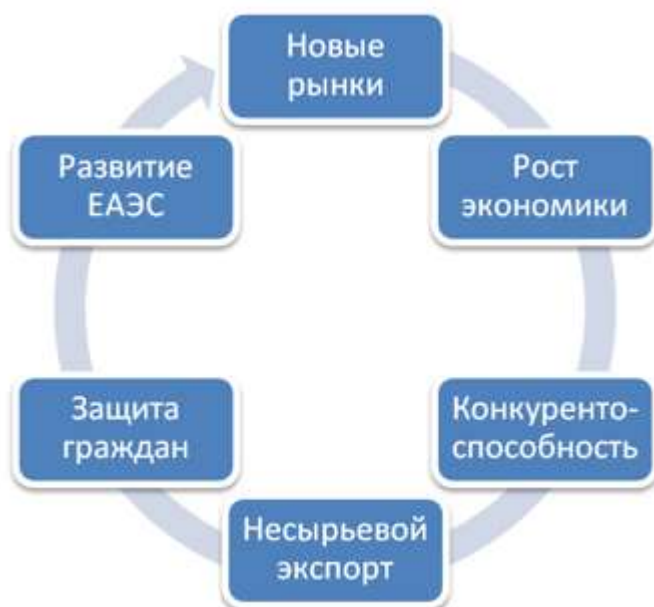 Новые
рынки
Рост
экономики
Конкуренто-
способность
Несырьевой
экспорт
Защита
граждан
Развитие
ЕАЭС